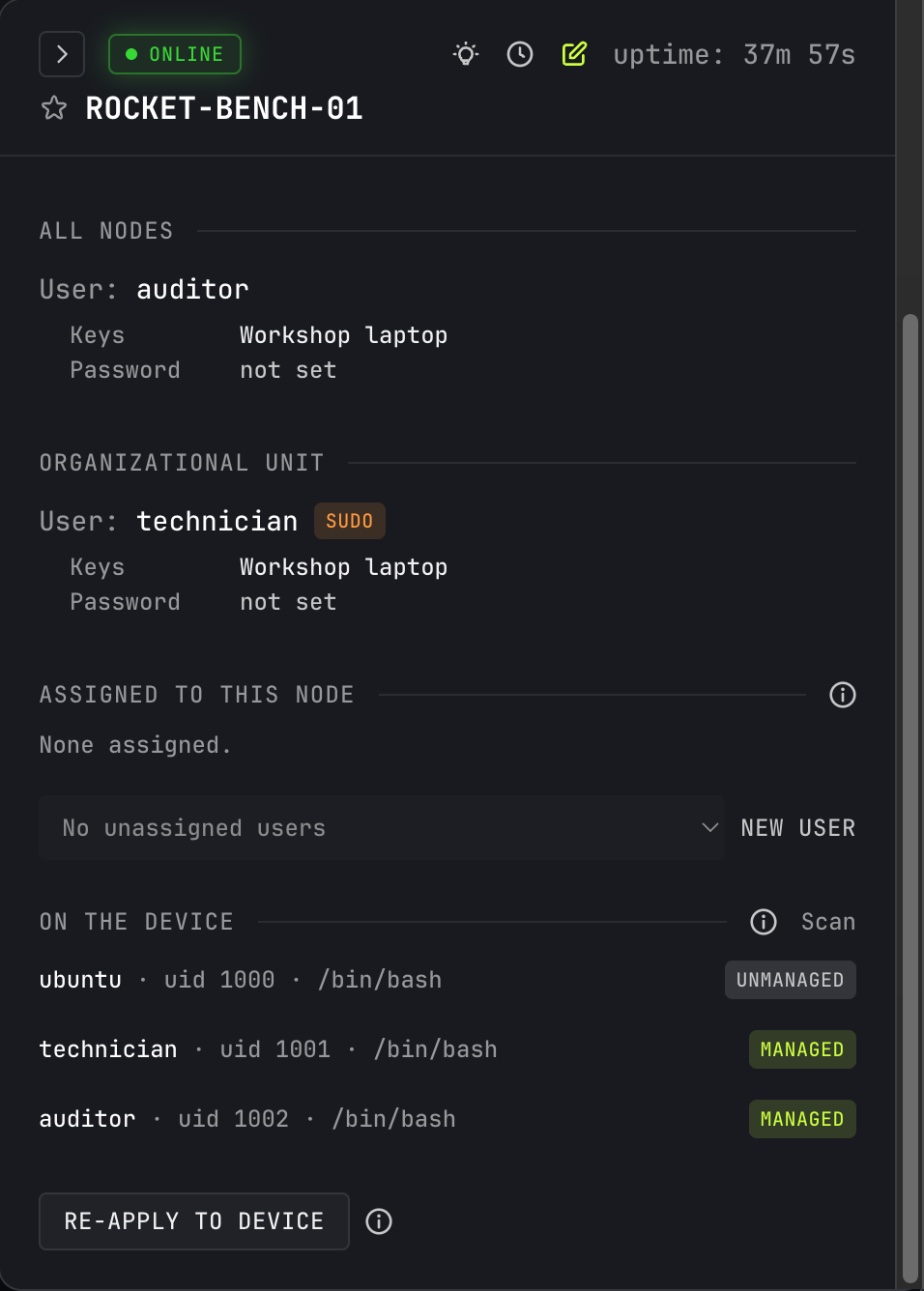 ONLINE
uptime: 37m 57s
ROCKET-BENCH-01
ALL NODES
User: auditor
Keys Workshop laptop
Password not set
ORGANIZATIONAL UNIT
User: technician SUDO
Keys Workshop laptop
Password not set
ASSIGNED TO THIS NODE
None assigned.
No unassigned users NEW USER
ON THE DEVICE Scan
ubuntu · uid 1000 · /bin/bash UNMANAGED
technician · uid 1001 · /bin/bash MANAGED
auditor · uid 1002 · /bin/bash MANAGED
RE-APPLY TO DEVICE